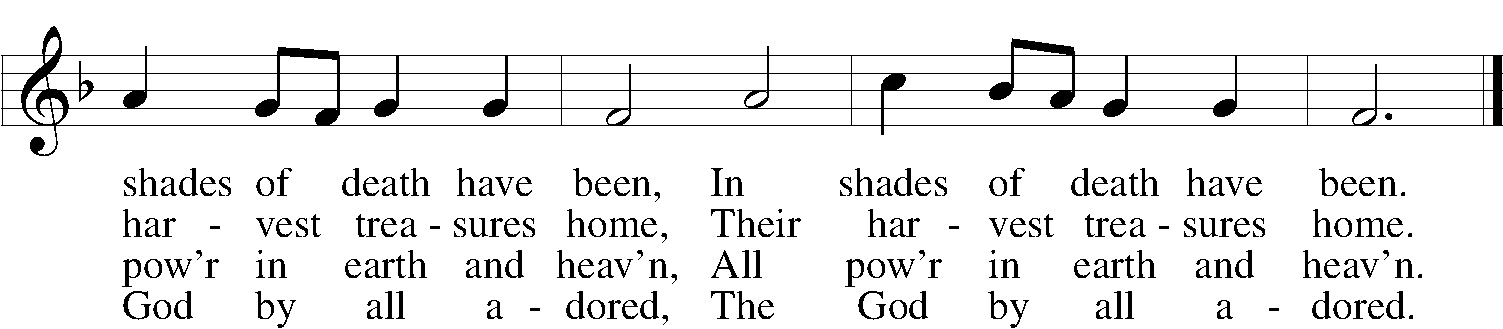 shades of death have been, In shades of death have been.
har - vest trea - sures home, Their har - vest trea - sures home.
pow'r in earth and heav'n, All pow'r in earth and heav'n.
God by all a - dored, The God by all a - dored.